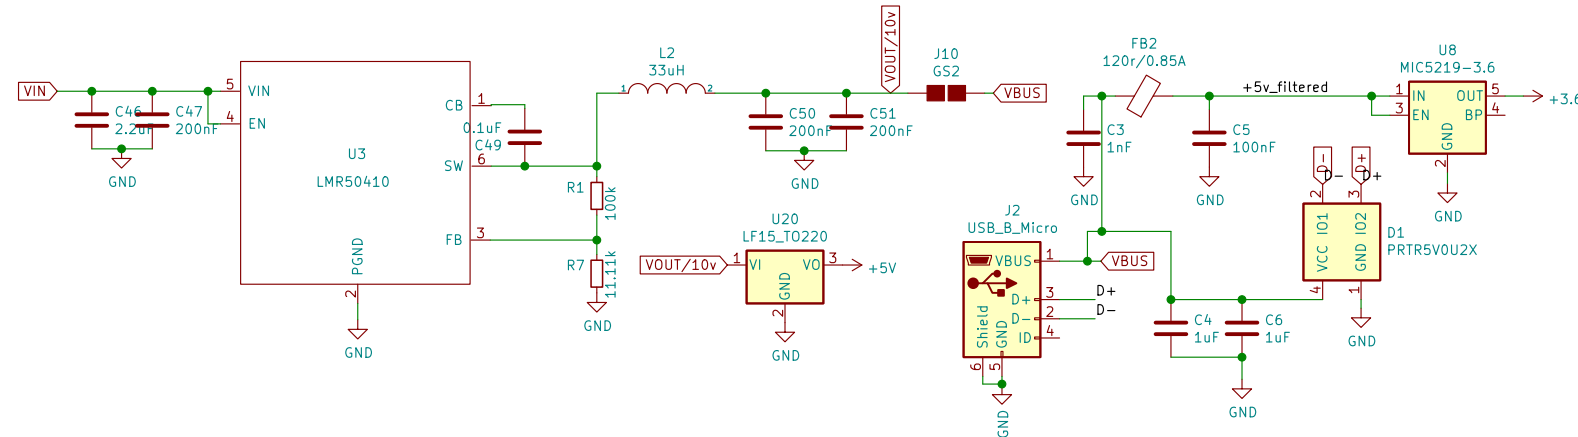 VIN
C46
2.2uF
C47
200nF
GND
5
VIN
4
EN
U3
LMR50410
CB
1
SW
6
FB
3
PGND
2
GND
0.1uF
C49
R1
100k
R7
11.11k
GND
L2
33uH
1
2
C50
200nF
C51
200nF
GND
VOUT/10v
J10
GS2
VBUS
U20
LF15_TO220
VOUT/10v
1
VI
VO
3
+5V
GND
2
GND
J2
USB_B_Micro
VBUS
1
VBUS
D+
3
D+
D-
2
D-
ID
4
Shield
GND
6
5
GND
FB2
120r/0.85A
C3
1nF
GND
C5
100nF
GND
+5v_filtered
C4
1uF
C6
1uF
GND
D-
D-
D+
D+
2
3
IO1
IO2
VCC
GND
4
1
D1
PRTR5V0U2X
GND
U8
MIC5219-3.6
1
IN
OUT
5
3
EN
BP
4
GND
2
GND
+3.6